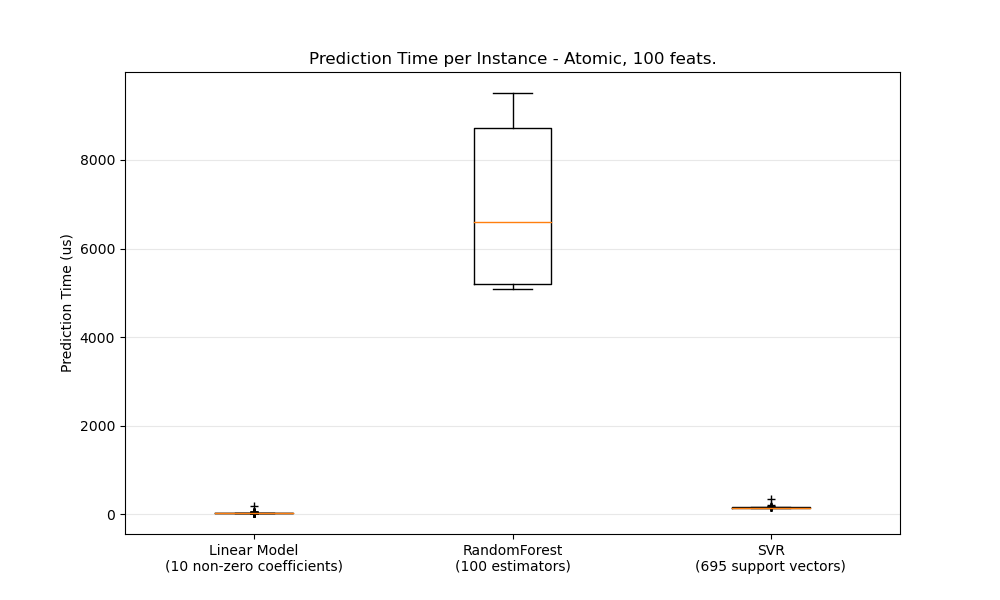 Prediction Time per Instance - Atomic, 100 feats.
Prediction Time (us)
8000
6000
4000
2000
0
Linear Model
(10 non-zero coefficients)
RandomForest
(100 estimators)
SVR
(695 support vectors)